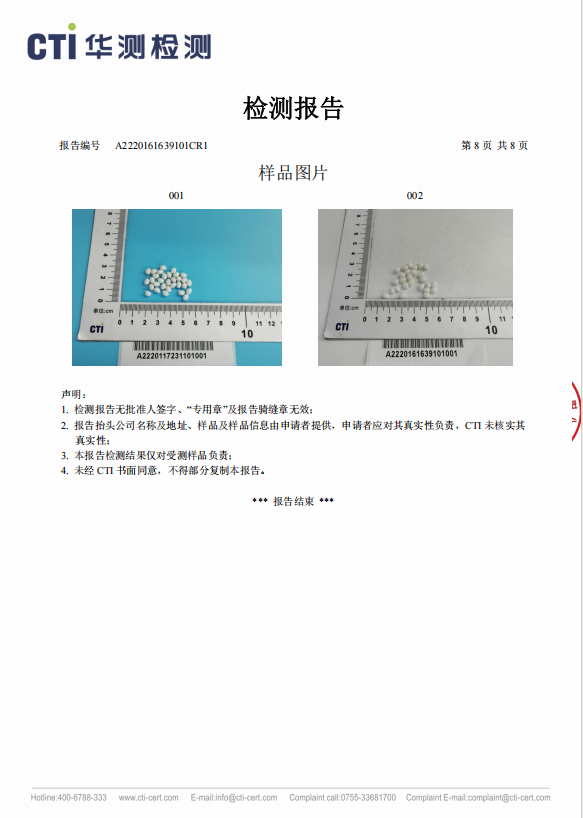 CTI 华测检测
检测报告
报告编号 A2220161639101CR1 第 8 页 共 8 页
样品图片
001 002
单位:cm
CTI
0 1 2 3 4 5 6 7 8 9 10 11 12
A2220117231101001
单位:cm
CTI
0 1 2 3 4 5 6 7 8 9 10 11
A2220161639101001
声明:
1. 检测报告无批准人签字、“专用章”及报告骑缝章无效;
2. 报告抬头公司名称及地址、样品及样品信息由申请者提供,申请者应对其真实性负责,CTI 未核实其
真实性;
3. 本报告检测结果仅对受测样品负责;
4. 未经 CTI 书面同意,不得部分复制本报告。
*** 报告结束 ***
Hotline:400-6788-333 www.cti-cert.com E-mail:info@cti-cert.com Complaint call:0755-33681700 Complaint E-mail:complaint@cti-cert.com